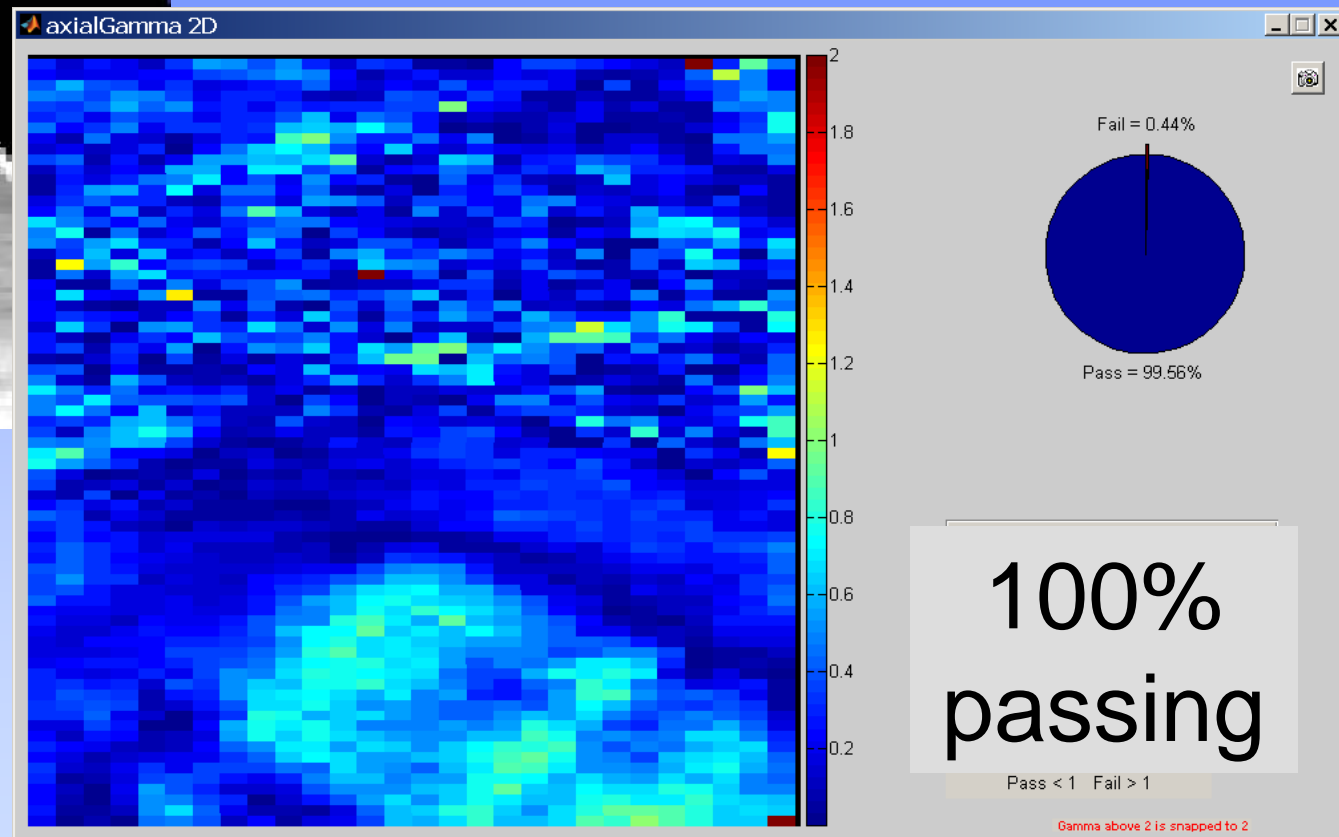 axialGamma 2D
2
1.8
1.6
1.4
1.2
1
0.8
0.6
0.4
0.2
Fail = 0.44%
Pass = 99.56%
100%
passing
Pass < 1 Fail > 1
Gamma above 2 is snapped to 2